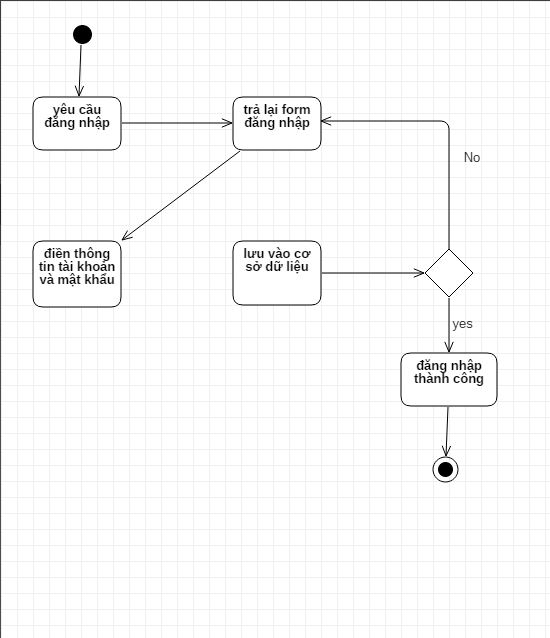 yêu cầu
đăng nhập
trả lại form
đăng nhập
No
điền thông
tin tài khoản
và mật khẩu
lưu vào cơ
sở dữ liệu
yes
đăng nhập
thành công